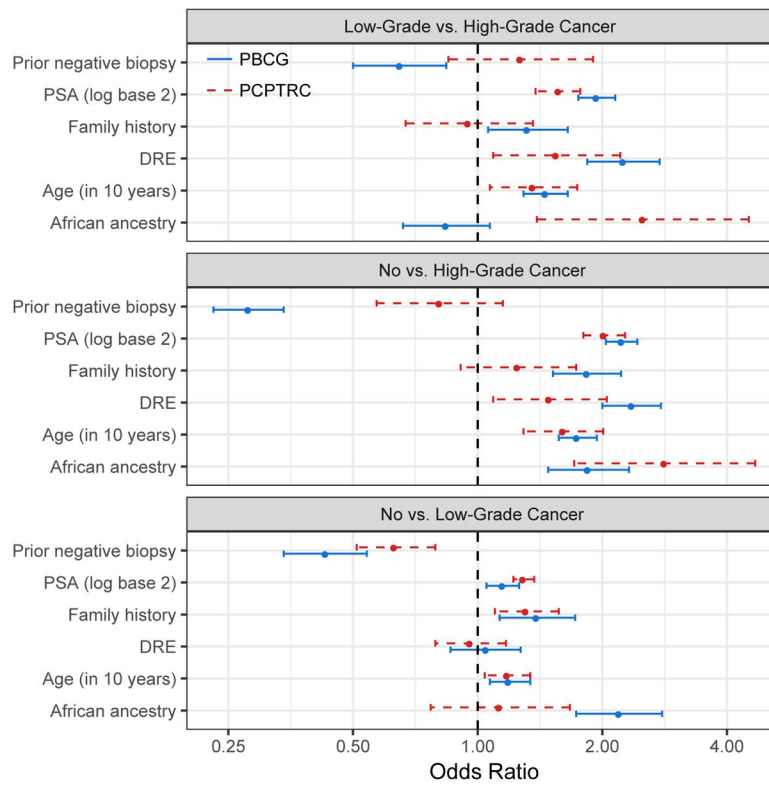 Low-Grade vs. High-Grade Cancer
Prior negative biopsy
PSA (log base 2)
Family history
DRE
Age (in 10 years)
African ancestry
PBCG
PCPTRC
No vs. High-Grade Cancer
Prior negative biopsy
PSA (log base 2)
Family history
DRE
Age (in 10 years)
African ancestry
No vs. Low-Grade Cancer
Prior negative biopsy
PSA (log base 2)
Family history
DRE
Age (in 10 years)
African ancestry
0.25 0.50 1.00 2.00 4.00
Odds Ratio